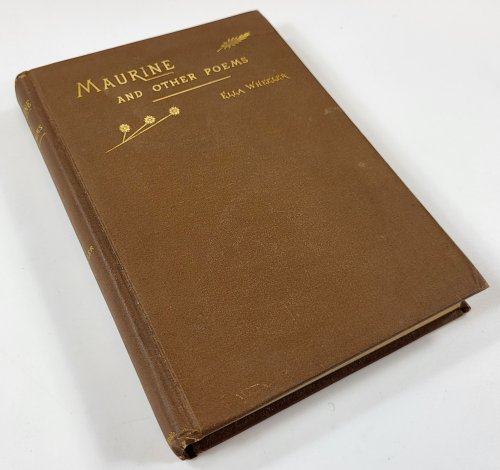 MAURINE
AND OTHER POEMS
ELLA WHEELER